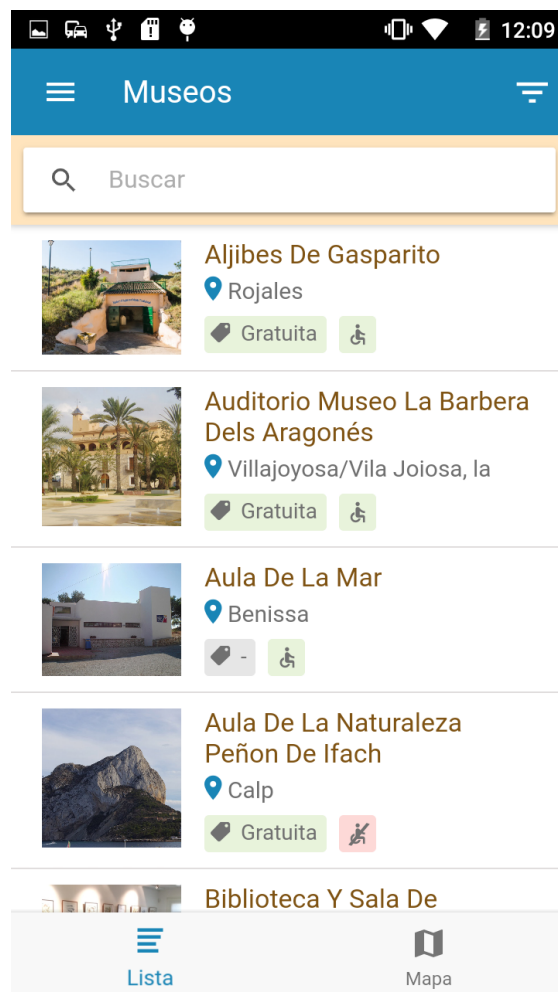 12:09
Museos
Buscar
Aljibes De Gasparito
Rojales
Gratuita
Auditorio Museo La Barbera
Dels Aragonés
Villajoyosa/Vila Joiosa, la
Gratuita
Aula De La Mar
Benissa
-
Aula De La Naturaleza
Peñon De Ifach
Calp
Gratuita
Biblioteca Y Sala De
Lista
Mapa